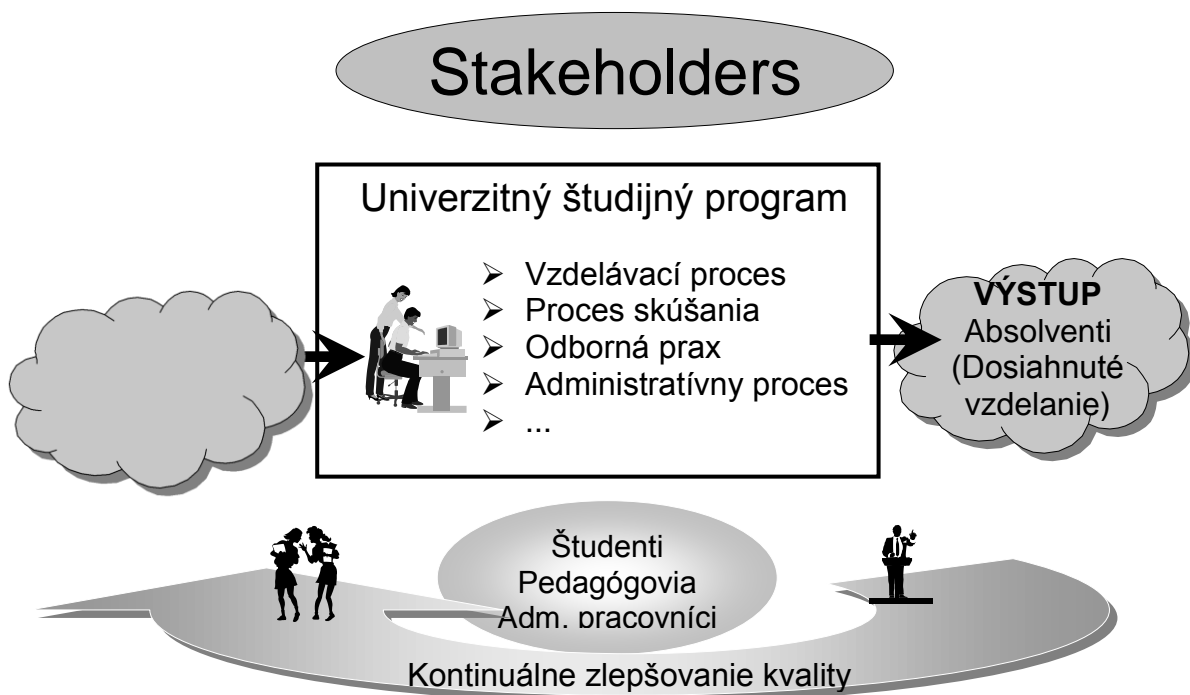 Stakeholders
Univerzitný študijný program
➢ Vzdelávací proces
➢ Proces skúšania
➢ Odborná prax
➢ Administratívny proces
➢ ...
VÝSTUP
Absolventi
(Dosiahnuté
vzdelanie)
Študenti
Pedagógovia
Adm. pracovníci
Kontinuálne zlepšovanie kvality